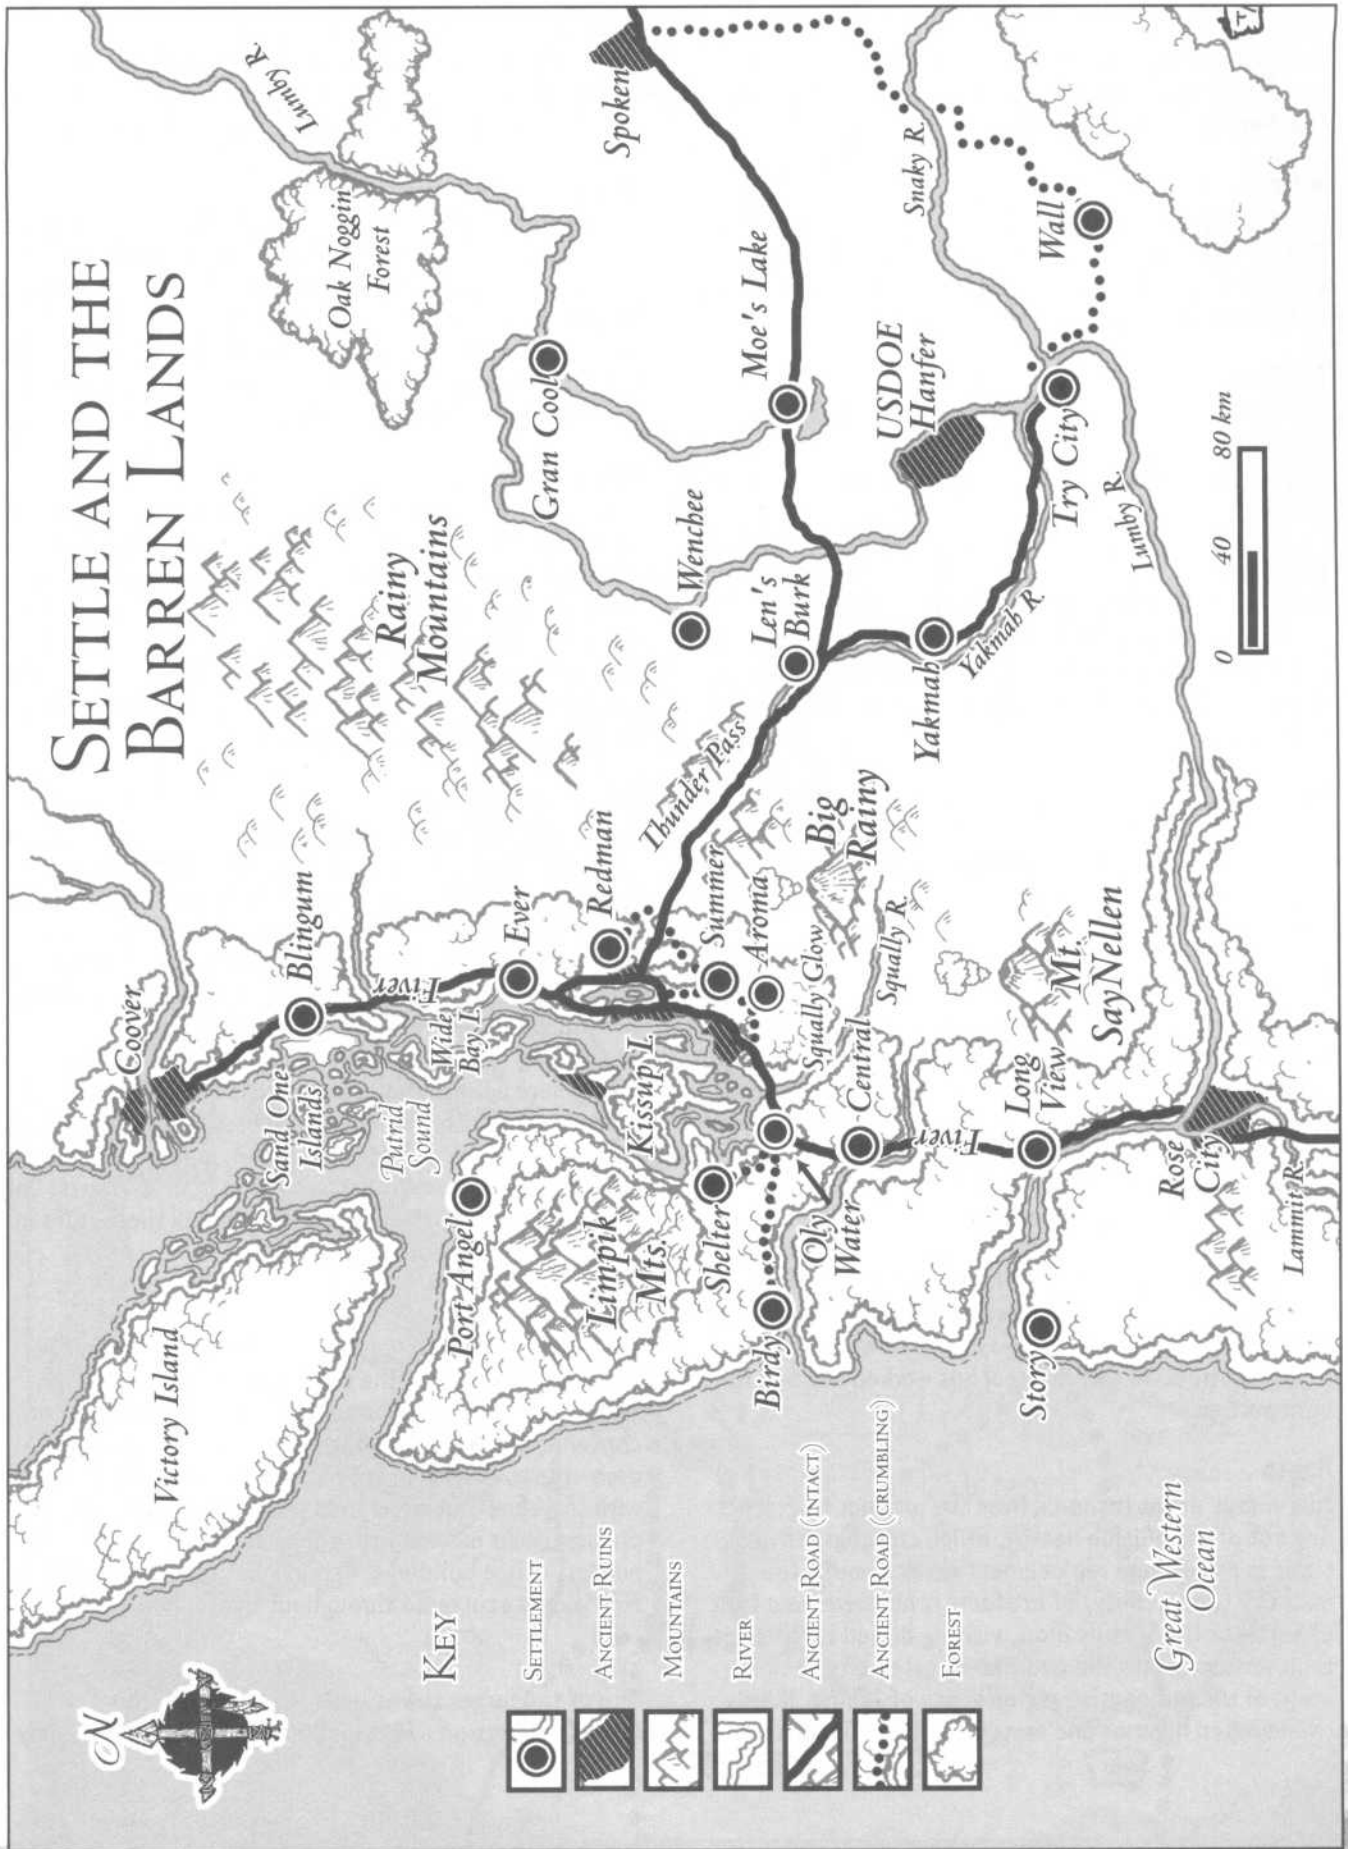 SETTLE AND THE
BARREN LANDS
N
Coover
Blingum
Lumby R.
Oak Noggin
Forest
Victory Island
Sand One
Islands
Putrid
Sound
Fiver
Wide
Bay I.
Rainy
Mountains
Gran Cool
Port Angel
Ever
Spoken
Limpik
Mts.
Kissup I.
Redman
Thunder Pass
Wenchee
Moe's Lake
Shelter
Summer
Aroma
Len's
Burk
Birdy
Oly
Water
Squally Glow
Big
Rainy
Central
Squally R.
USDOE
Hanfer
Snaky R.
Yakmah
Yakmah R.
Wall
Story
Fiver
Long
View
Mt.
SayNellen
Try City
Lumby R.
Rose
City
Lammit R.
Great Western
Ocean
0 40 80 km
KEY
SETTLEMENT
ANCIENT RUINS
MOUNTAINS
RIVER
ANCIENT ROAD (INTACT)
ANCIENT ROAD (CRUMBLING)
FOREST